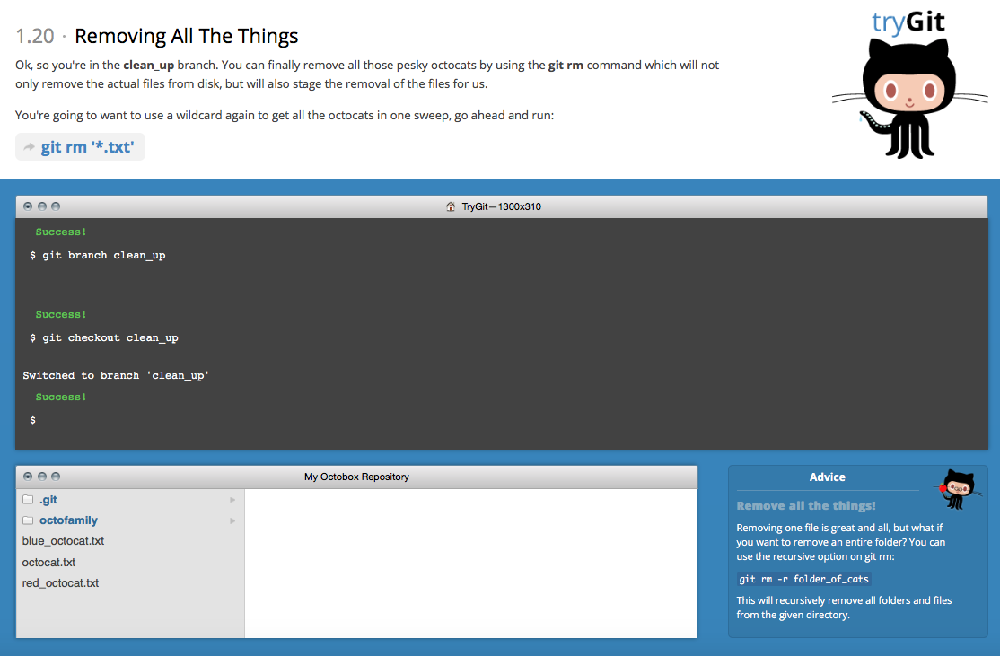 tryGit
1.20 · Removing All The Things
Ok, so you're in the clean_up branch. You can finally remove all those pesky octocats by using the git rm command which will not
only remove the actual files from disk, but will also stage the removal of the files for us.
You're going to want to use a wildcard again to get all the octocats in one sweep, go ahead and run:
git rm '*.txt'
TryGit—1300x310
Success!
$ git branch clean_up
Success!
$ git checkout clean_up
Switched to branch 'clean_up'
Success!
$
My Octobox Repository
.git
octofamily
blue_octocat.txt
octocat.txt
red_octocat.txt
Advice
Remove all the things!
Removing one file is great and all, but what if
you want to remove an entire folder? You can
use the recursive option on git rm:
git rm -r folder_of_cats
This will recursively remove all folders and files
from the given directory.